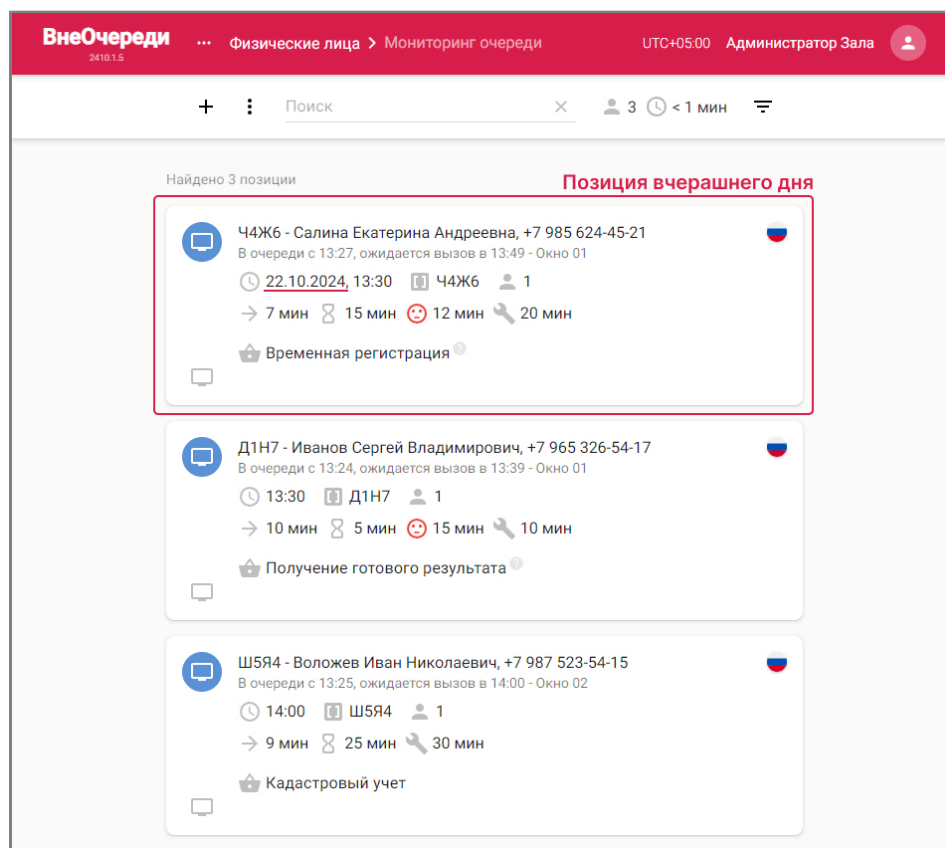 ВнеОчереди ... Физические лица > Мониторинг очереди UTC+05:00 Администратор Зала
2410.1.5
Поиск 3 < 1 мин
Найдено 3 позиции Позиция вчерашнего дня
Ч4Ж6 - Салина Екатерина Андреевна, +7 985 624-45-21
В очереди с 13:27, ожидается вызов в 13:49 - Окно 01
22.10.2024, 13:30 Ч4Ж6 1
7 мин 15 мин 12 мин 20 мин
Временная регистрация ?
Д1Н7 - Иванов Сергей Владимирович, +7 965 326-54-17
В очереди с 13:24, ожидается вызов в 13:39 - Окно 01
13:30 Д1Н7 1
10 мин 5 мин 15 мин 10 мин
Получение готового результата ?
Ш5Я4 - Воложев Иван Николаевич, +7 987 523-54-15
В очереди с 13:25, ожидается вызов в 14:00 - Окно 02
14:00 Ш5Я4 1
9 мин 25 мин 30 мин
Кадастровый учет